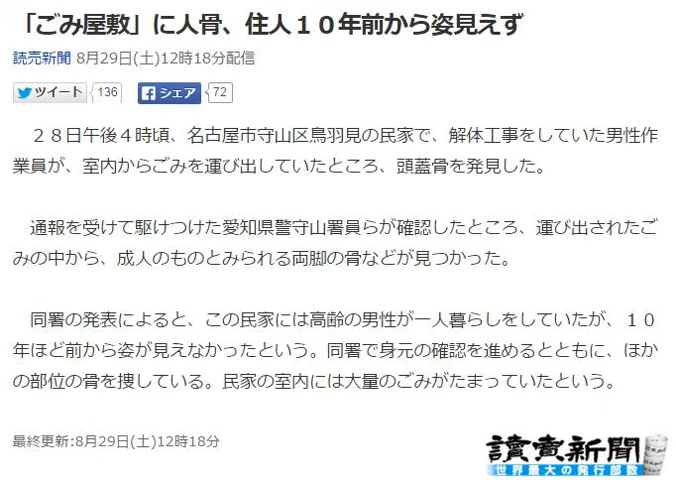 「ごみ屋敷」に人骨、住人１０年前から姿見えず
読売新聞 8月29日(土)12時18分配信
ツイート 136 シェア 72
２８日午後４時頃、名古屋市守山区鳥羽見の民家で、解体工事をしていた男性作
業員が、室内からごみを運び出していたところ、頭蓋骨を発見した。
通報を受けて駆けつけた愛知県警守山署員らが確認したところ、運び出されたご
みの中から、成人のものとみられる両脚の骨などが見つかった。
同署の発表によると、この民家には高齢の男性が一人暮らしをしていたが、１０
年ほど前から姿が見えなかったという。同署で身元の確認を進めるとともに、ほか
の部位の骨を捜している。民家の室内には大量のごみがたまっていたという。
最終更新:8月29日(土)12時18分
讀賣新聞
世界最大の発行部数